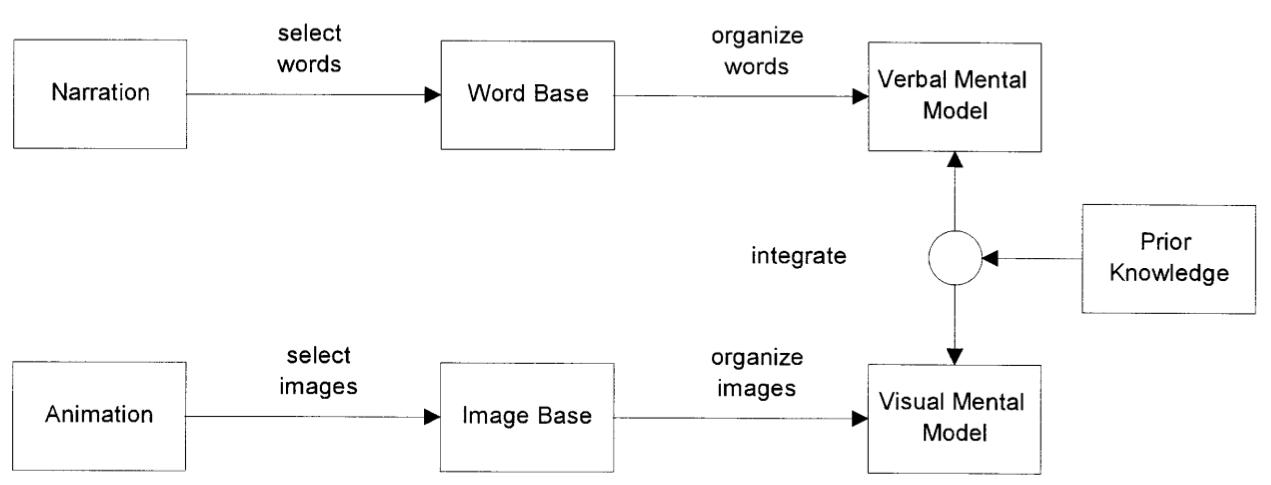 select
words
organize
words
Narration
Word Base
Verbal Mental
Model
integrate
Prior
Knowledge
select
images
organize
images
Animation
Image Base
Visual Mental
Model